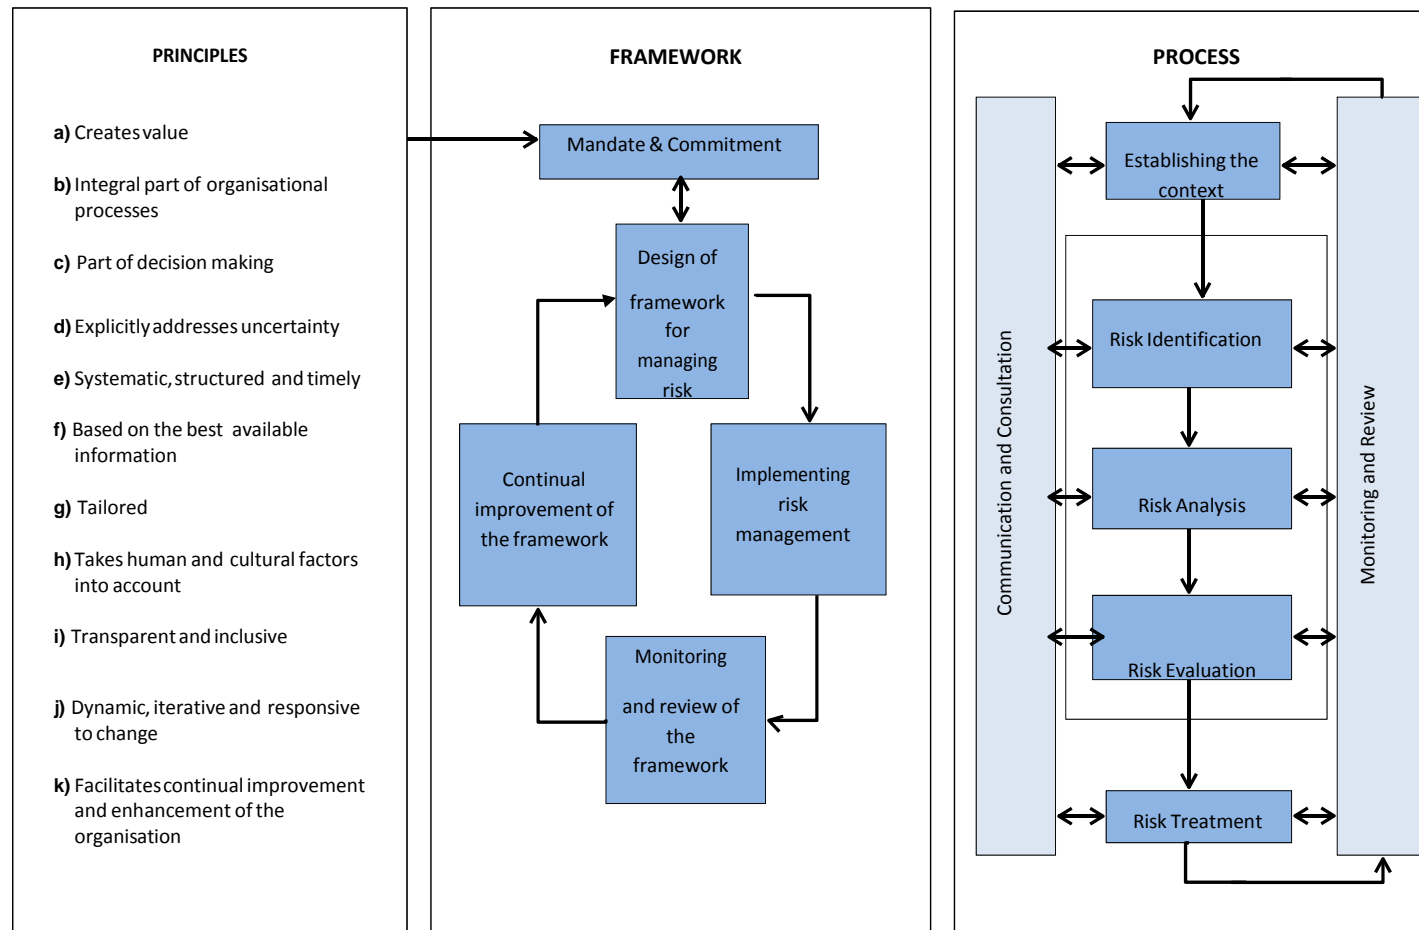 PRINCIPLES
a) Creates value
b) Integral part of organisational
processes
c) Part of decision making
d) Explicitly addresses uncertainty
e) Systematic, structured and timely
f) Based on the best available
information
g) Tailored
h) Takes human and cultural factors
into account
i) Transparent and inclusive
j) Dynamic, iterative and responsive
to change
k) Facilitates continual improvement
and enhancement of the
organisation
FRAMEWORK
Mandate & Commitment
Design of
framework
for
managing
risk
Implementing
risk
management
Monitoring
and review of
the
framework
Continual
improvement of
the framework
PROCESS
Communication and Consultation
Establishing the
context
Risk Identification
Risk Analysis
Risk Evaluation
Risk Treatment
Monitoring and Review